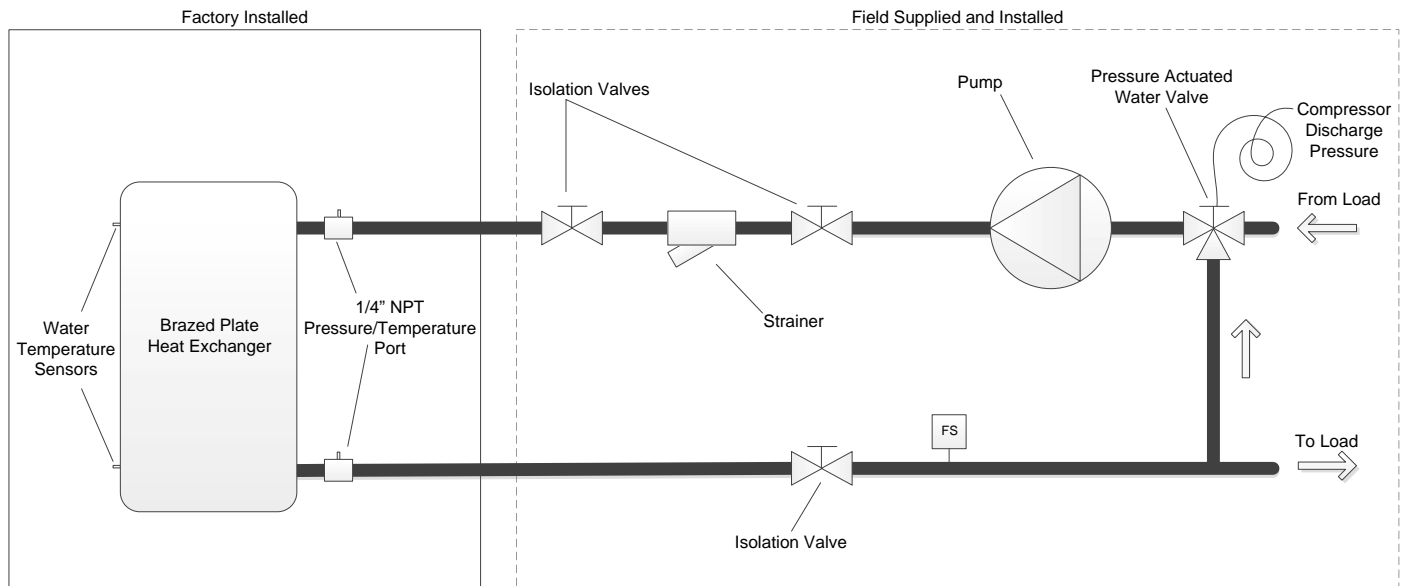 Factory Installed
Field Supplied and Installed
Isolation Valves
Pump
Pressure Actuated
Water Valve
Compressor
Discharge
Pressure
From Load
1/4” NPT
Pressure/Temperature
Port
Strainer
Water
Temperature
Sensors
Brazed Plate
Heat Exchanger
FS
To Load
Isolation Valve